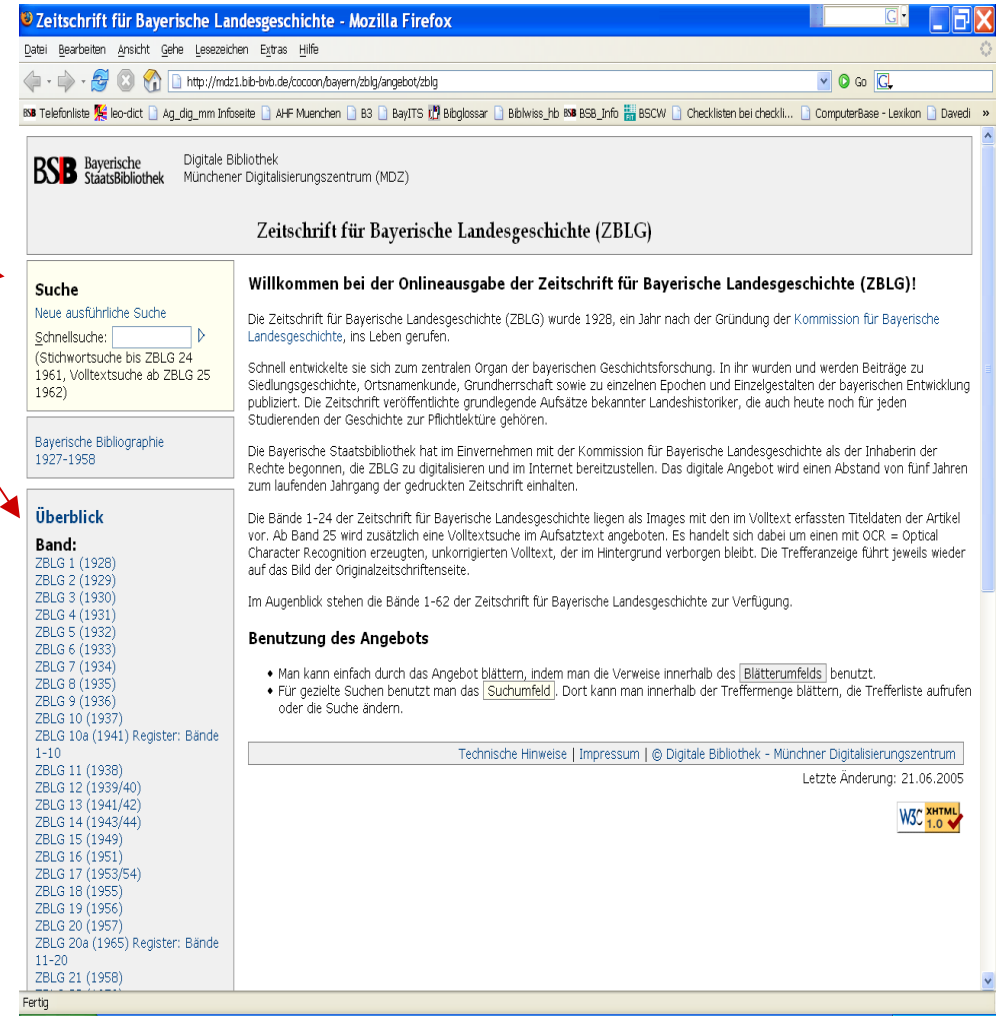 Zeitschrift für Bayerische Landesgeschichte - Mozilla Firefox
G
Datei Bearbeiten Ansicht Gehe Lesezeichen Extras Hilfe
http://mdz1.bib-bvb.de/cocoon/bayern/zblg/angebot/zblg
Go
G
BSB Telefonliste leo-dict Ag_dig_mm Infoseite AHF Muenchen B3 BayITS Bibglossar Biblwiss_hb BSB BSB_Info BSCW Checklisten bei checkli... ComputerBase - Lexikon Davedi »
BSB Bayerische StaatsBibliothek
Digitale Bibliothek
Münchener Digitalisierungszentrum (MDZ)
Zeitschrift für Bayerische Landesgeschichte (ZBLG)
Suche
Neue ausführliche Suche
Schnellsuche:
(Stichwortsuche bis ZBLG 24
1961, Volltextsuche ab ZBLG 25
1962)
Bayerische Bibliographie
1927-1958
Überblick
Band:
ZBLG 1 (1928)
ZBLG 2 (1929)
ZBLG 3 (1930)
ZBLG 4 (1931)
ZBLG 5 (1932)
ZBLG 6 (1933)
ZBLG 7 (1934)
ZBLG 8 (1935)
ZBLG 9 (1936)
ZBLG 10 (1937)
ZBLG 10a (1941) Register: Bände
1-10
ZBLG 11 (1938)
ZBLG 12 (1939/40)
ZBLG 13 (1941/42)
ZBLG 14 (1943/44)
ZBLG 15 (1949)
ZBLG 16 (1951)
ZBLG 17 (1953/54)
ZBLG 18 (1955)
ZBLG 19 (1956)
ZBLG 20 (1957)
ZBLG 20a (1965) Register: Bände
11-20
ZBLG 21 (1958)
Willkommen bei der Onlineausgabe der Zeitschrift für Bayerische Landesgeschichte (ZBLG)!
Die Zeitschrift für Bayerische Landesgeschichte (ZBLG) wurde 1928, ein Jahr nach der Gründung der Kommission für Bayerische
Landesgeschichte, ins Leben gerufen.
Schnell entwickelte sie sich zum zentralen Organ der bayerischen Geschichtsforschung. In ihr wurden und werden Beiträge zu
Siedlungsgeschichte, Ortsnamenkunde, Grundherrschaft sowie zu einzelnen Epochen und Einzelgestalten der bayerischen Entwicklung
publiziert. Die Zeitschrift veröffentlichte grundlegende Aufsätze bekannter Landeshistoriker, die auch heute noch für jeden
Studierenden der Geschichte zur Pflichtlektüre gehören.
Die Bayerische Staatsbibliothek hat im Einvernehmen mit der Kommission für Bayerische Landesgeschichte als der Inhaberin der
Rechte begonnen, die ZBLG zu digitalisieren und im Internet bereitzustellen. Das digitale Angebot wird einen Abstand von fünf Jahren
zum laufenden Jahrgang der gedruckten Zeitschrift einhalten.
Die Bände 1-24 der Zeitschrift für Bayerische Landesgeschichte liegen als Images mit den im Volltext erfassten Titeldaten der Artikel
vor. Ab Band 25 wird zusätzlich eine Volltextsuche im Aufsatztext angeboten. Es handelt sich dabei um einen mit OCR = Optical
Character Recognition erzeugten, unkorrigierten Volltext, der im Hintergrund verborgen bleibt. Die Trefferanzeige führt jeweils wieder
auf das Bild der Originalzeitschriftenseite.
Im Augenblick stehen die Bände 1-62 der Zeitschrift für Bayerische Landesgeschichte zur Verfügung.
Benutzung des Angebots
• Man kann einfach durch das Angebot blättern, indem man die Verweise innerhalb des Blätterumfelds benutzt.
• Für gezielte Suchen benutzt man das Suchumfeld. Dort kann man innerhalb der Treffermenge blättern, die Trefferliste aufrufen
oder die Suche ändern.
Technische Hinweise | Impressum | © Digitale Bibliothek - Münchner Digitalisierungszentrum
Letzte Änderung: 21.06.2005
W3C XHTML 1.0
Fertig